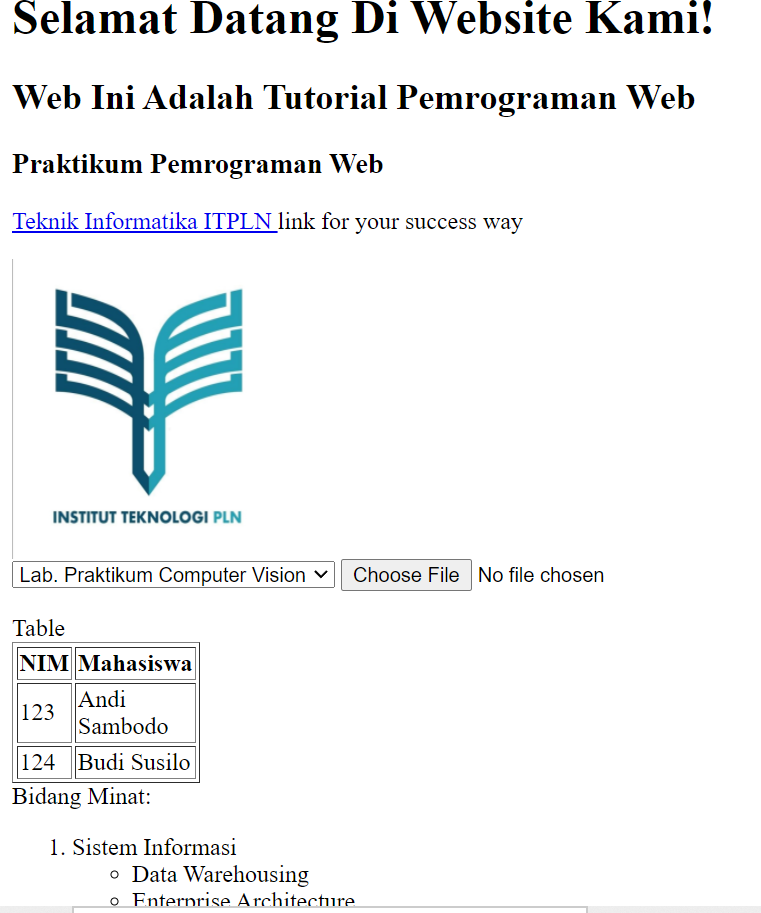 Selamat Datang Di Website Kami!
Web Ini Adalah Tutorial Pemrograman Web
Praktikum Pemrograman Web
Teknik Informatika ITPLN link for your success way
INSTITUT TEKNOLOGI PLN
Lab. Praktikum Computer Vision Choose File No file chosen
Table
NIM Mahasiswa
123 Andi
Sambodo
124 Budi Susilo
Bidang Minat:
1. Sistem Informasi
Data Warehousing
Enterprise Architecture